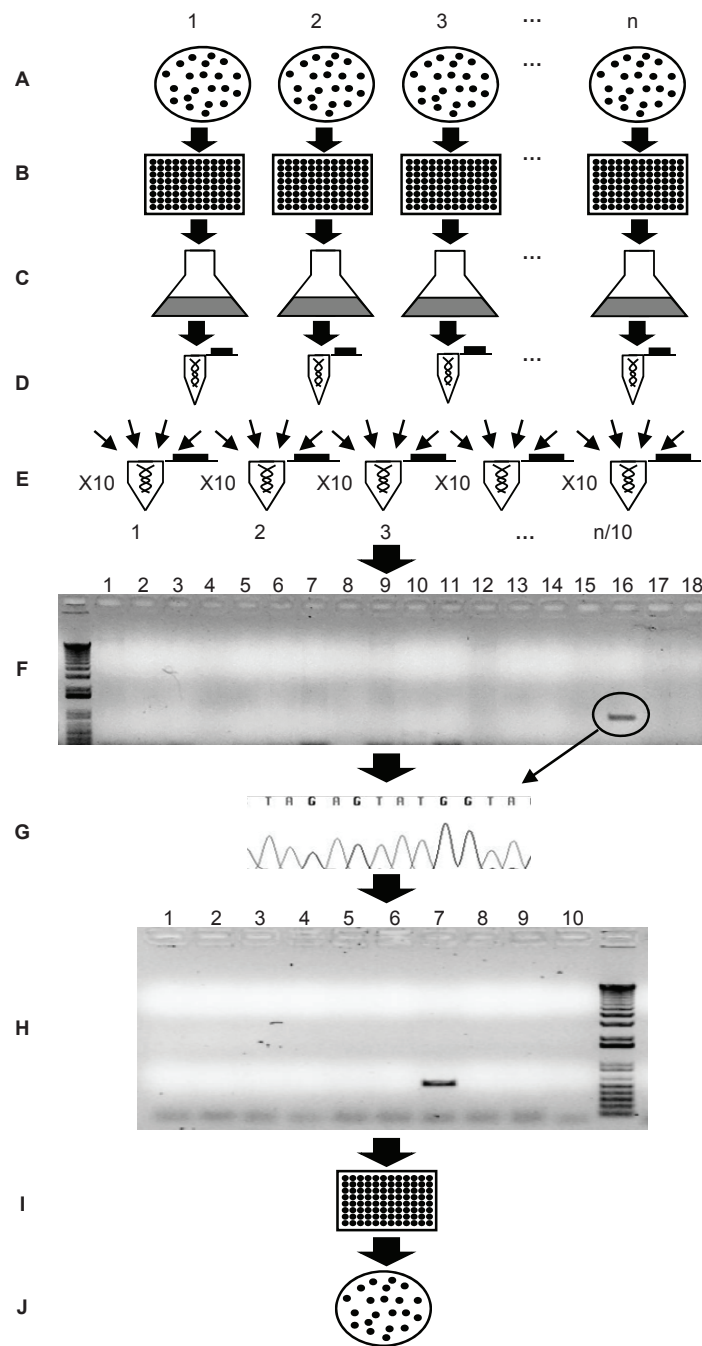 1 2 3 ... n
A ...
B ...
C ...
D ...
E X10 X10 X10 X10 X10
1 2 3 ... n/10
1 2 3 4 5 6 7 8 9 10 11 12 13 14 15 16 17 18
F
T A G A G T A T G G T A
G
1 2 3 4 5 6 7 8 9 10
H
I
J